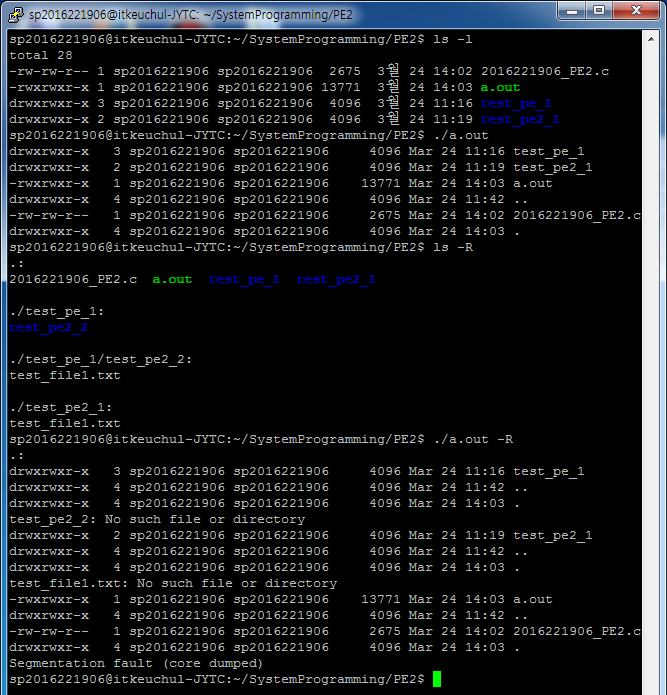 sp2016221906@itkeuchul-JYTC: ~/SystemProgramming/PE2
sp2016221906@itkeuchul-JYTC:~/SystemProgramming/PE2$ ls -l
total 28
-rw-rw-r-- 1 sp2016221906 sp2016221906  2675  3월 24 14:02 2016221906_PE2.c
-rwxrwxr-x 1 sp2016221906 sp2016221906 13771  3월 24 14:03 a.out
drwxrwxr-x 3 sp2016221906 sp2016221906  4096  3월 24 11:16 test_pe_1
drwxrwxr-x 2 sp2016221906 sp2016221906  4096  3월 24 11:19 test_pe2_1
sp2016221906@itkeuchul-JYTC:~/SystemProgramming/PE2$ ./a.out
drwxrwxr-x   3 sp2016221906 sp2016221906     4096 Mar 24 11:16 test_pe_1
drwxrwxr-x   2 sp2016221906 sp2016221906     4096 Mar 24 11:19 test_pe2_1
-rwxrwxr-x   1 sp2016221906 sp2016221906    13771 Mar 24 14:03 a.out
drwxrwxr-x   4 sp2016221906 sp2016221906     4096 Mar 24 11:42 ..
-rw-rw-r--   1 sp2016221906 sp2016221906     2675 Mar 24 14:02 2016221906_PE2.c
drwxrwxr-x   4 sp2016221906 sp2016221906     4096 Mar 24 14:03 .
sp2016221906@itkeuchul-JYTC:~/SystemProgramming/PE2$ ls -R
.:
2016221906_PE2.c  a.out  test_pe_1  test_pe2_1
./test_pe_1:
test_pe2_2
./test_pe_1/test_pe2_2:
test_file1.txt
./test_pe2_1:
test_file1.txt
sp2016221906@itkeuchul-JYTC:~/SystemProgramming/PE2$ ./a.out -R
.:
drwxrwxr-x   3 sp2016221906 sp2016221906     4096 Mar 24 11:16 test_pe_1
drwxrwxr-x   4 sp2016221906 sp2016221906     4096 Mar 24 11:42 ..
drwxrwxr-x   4 sp2016221906 sp2016221906     4096 Mar 24 14:03 .
test_pe2_2: No such file or directory
drwxrwxr-x   2 sp2016221906 sp2016221906     4096 Mar 24 11:19 test_pe2_1
drwxrwxr-x   4 sp2016221906 sp2016221906     4096 Mar 24 11:42 ..
drwxrwxr-x   4 sp2016221906 sp2016221906     4096 Mar 24 14:03 .
test_file1.txt: No such file or directory
-rwxrwxr-x   1 sp2016221906 sp2016221906    13771 Mar 24 14:03 a.out
drwxrwxr-x   4 sp2016221906 sp2016221906     4096 Mar 24 11:42 ..
-rw-rw-r--   1 sp2016221906 sp2016221906     2675 Mar 24 14:02 2016221906_PE2.c
drwxrwxr-x   4 sp2016221906 sp2016221906     4096 Mar 24 14:03 .
Segmentation fault (core dumped)
sp2016221906@itkeuchul-JYTC:~/SystemProgramming/PE2$